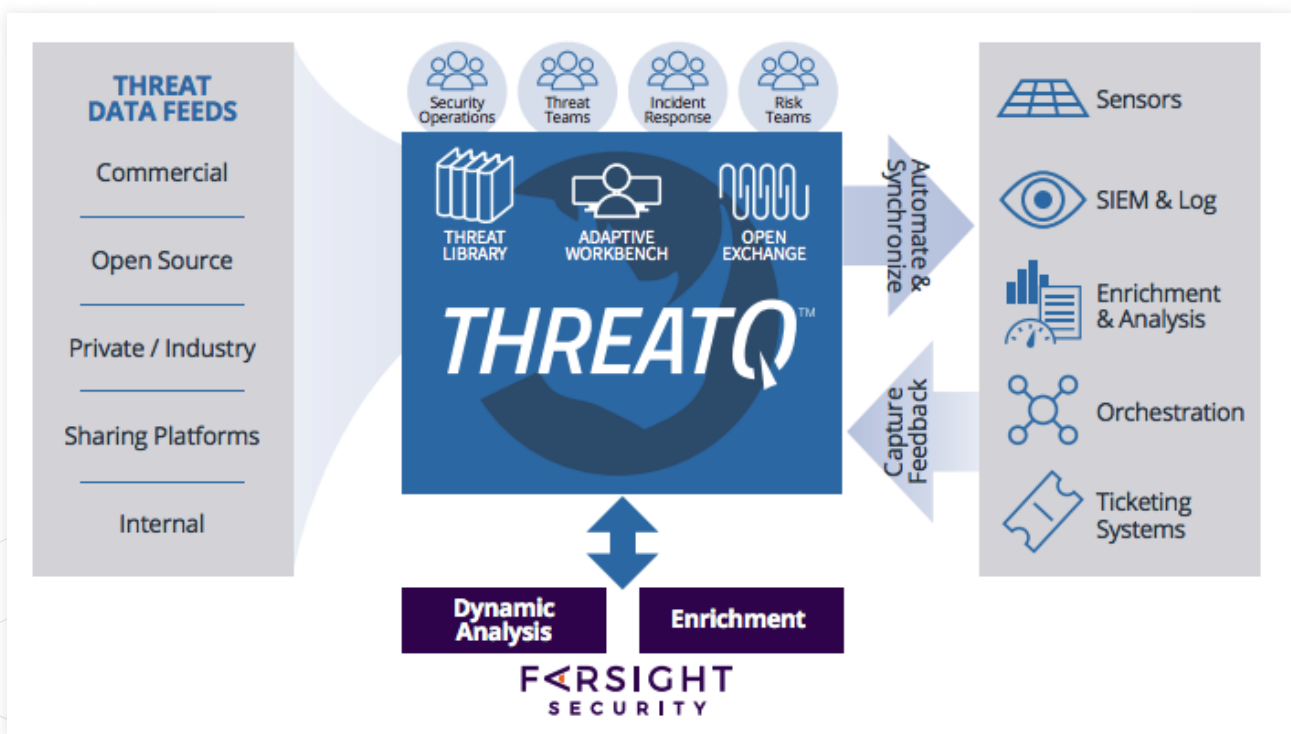 THREAT
DATA FEEDS
Commercial
Open Source
Private / Industry
Sharing Platforms
Internal
Security
Operations
Threat
Teams
Incident
Response
Risk
Teams
THREAT
LIBRARY
ADAPTIVE
WORKBENCH
OPEN
EXCHANGE
THREATQ™
Automate &
Synchronize
Capture
Feedback
Sensors
SIEM & Log
Enrichment
& Analysis
Orchestration
Ticketing
Systems
Dynamic
Analysis
Enrichment
FARSIGHT
SECURITY